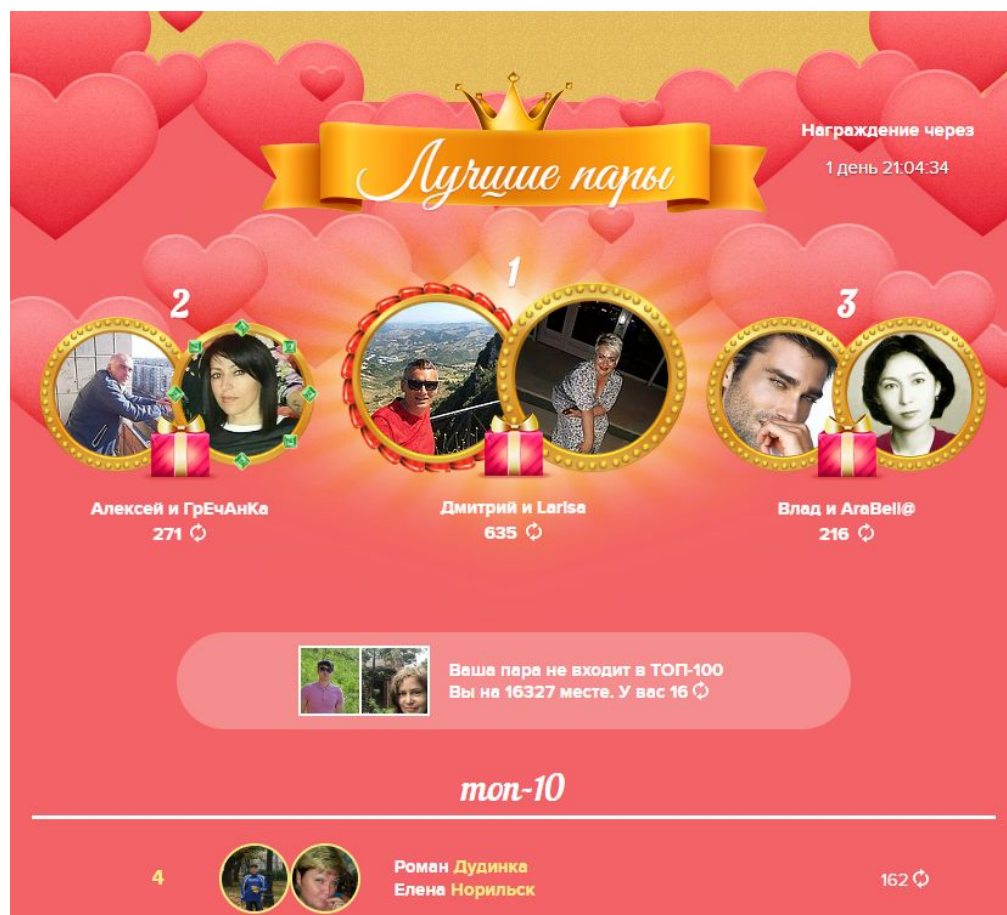 Лучшие пары
Награждение через
1 день 21:04:34
1
2
3
Алексей и ГрЕчАнКа
271
Дмитрий и Larisa
635
Влад и AraBell@
216
Ваша пара не входит в ТОП-100
Вы на 16327 месте. У вас 16
топ-10
4
Роман Дудинка
Елена Норильск
162